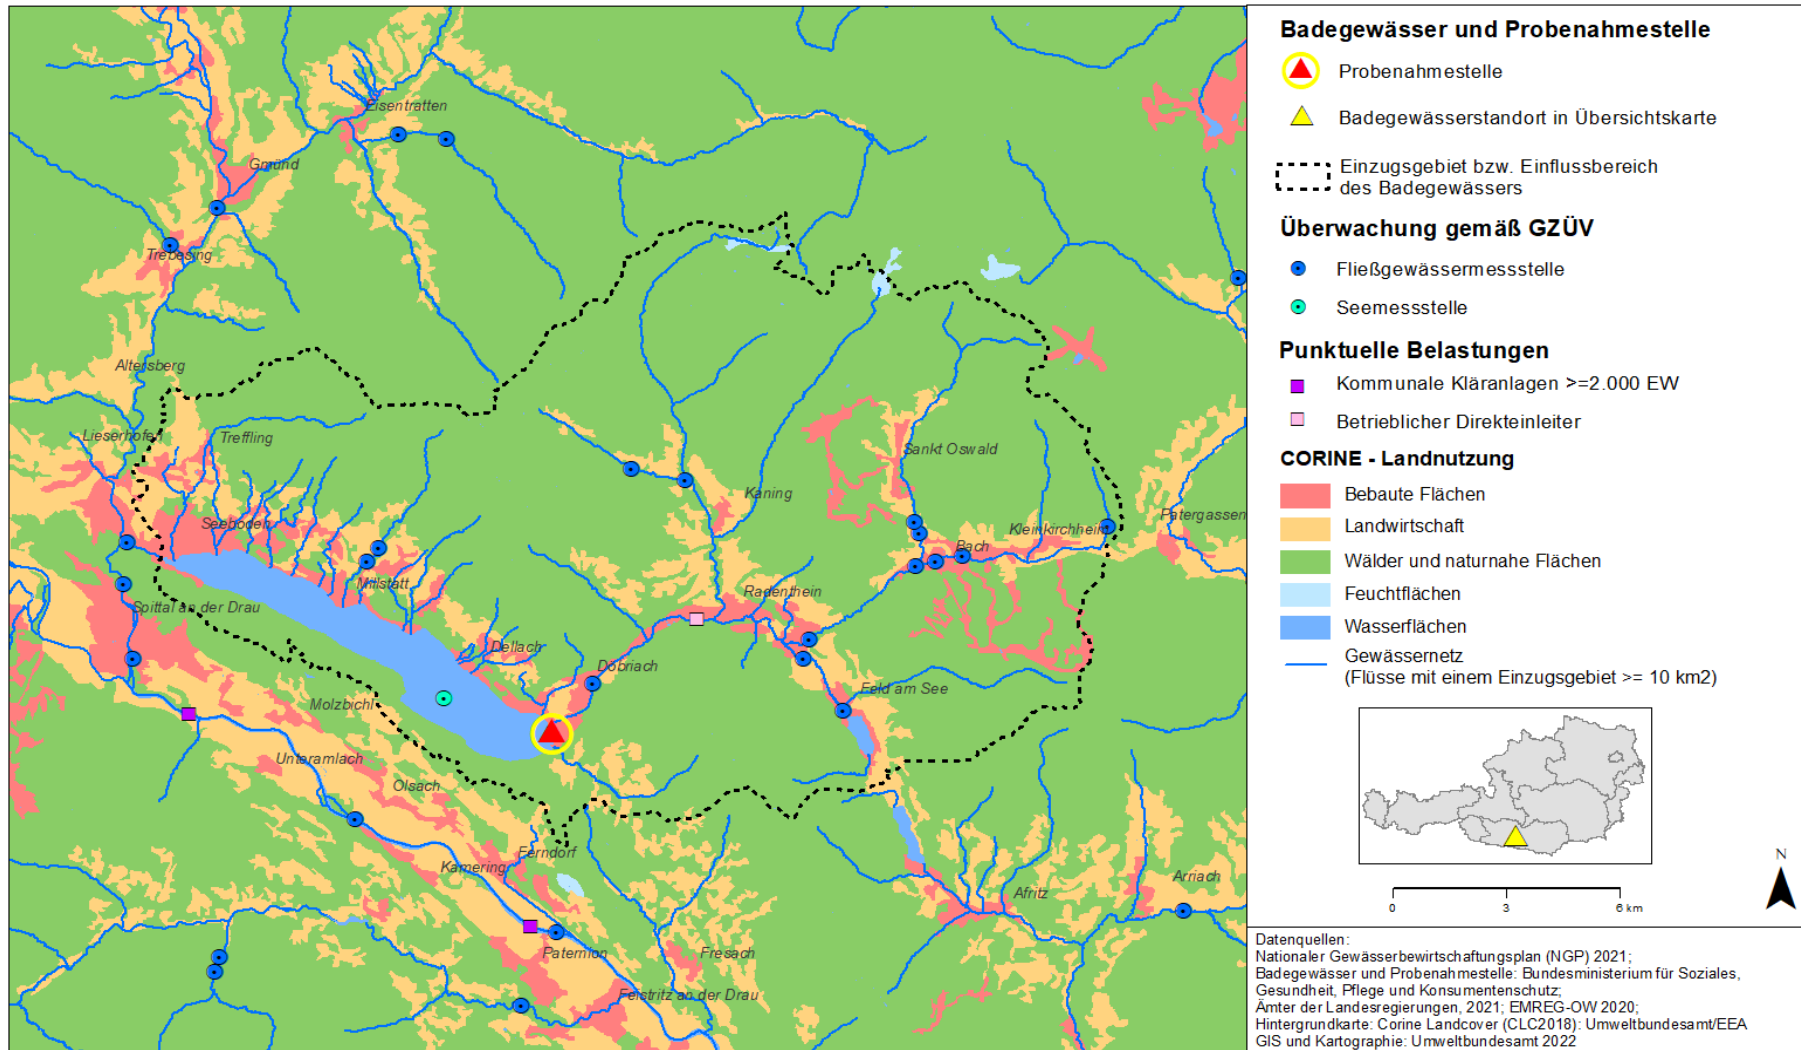 Eisentratten
Gmünd
Trebesing
Altersberg
Lieserhofen
Treffling
Sankt Oswald
Kaning
Patergassen
Seeboden
Kleinkirchheim
Bach
Millstatt
Radenthein
Spittal an der Drau
Dellach
Döbriach
Feld am See
Molzbichl
Unteramlach
Olsach
Ferndorf
Kamering
Arriach
Afritz
Paternion
Fresach
Feistritz an der Drau
Badegewässer und Probenahmestelle
Probenahmestelle
Badegewässerstandort in Übersichtskarte
Einzugsgebiet bzw. Einflussbereich
des Badegewässers
Überwachung gemäß GZÜV
Fließgewässermessstelle
Seemessstelle
Punktuelle Belastungen
Kommunale Kläranlagen >=2.000 EW
Betrieblicher Direkteinleiter
CORINE - Landnutzung
Bebaute Flächen
Landwirtschaft
Wälder und naturnahe Flächen
Feuchtflächen
Wasserflächen
Gewässernetz
(Flüsse mit einem Einzugsgebiet >= 10 km2)
N
0 3 6 km
Datenquellen:
Nationaler Gewässerbewirtschaftungsplan (NGP) 2021;
Badegewässer und Probenahmestelle: Bundesministerium für Soziales,
Gesundheit, Pflege und Konsumentenschutz;
Ämter der Landesregierungen, 2021; EMREG-OW 2020;
Hintergrundkarte: Corine Landcover (CLC2018): Umweltbundesamt/EEA
GIS und Kartographie: Umweltbundesamt 2022